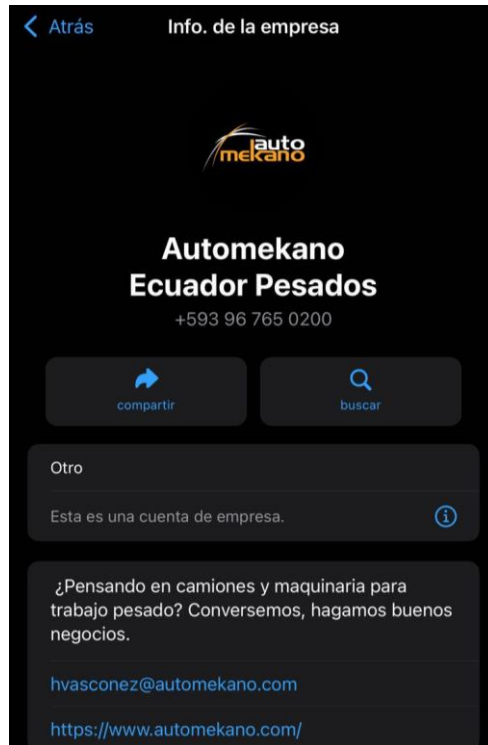 Atrás
Info. de la empresa
auto
mekano
Automekano
Ecuador Pesados
+593 96 765 0200
compartir
buscar
Otro
Esta es una cuenta de empresa.
¿Pensando en camiones y maquinaria para
trabajo pesado? Conversemos, hagamos buenos
negocios.
hvasconez@automekano.com
https://www.automekano.com/